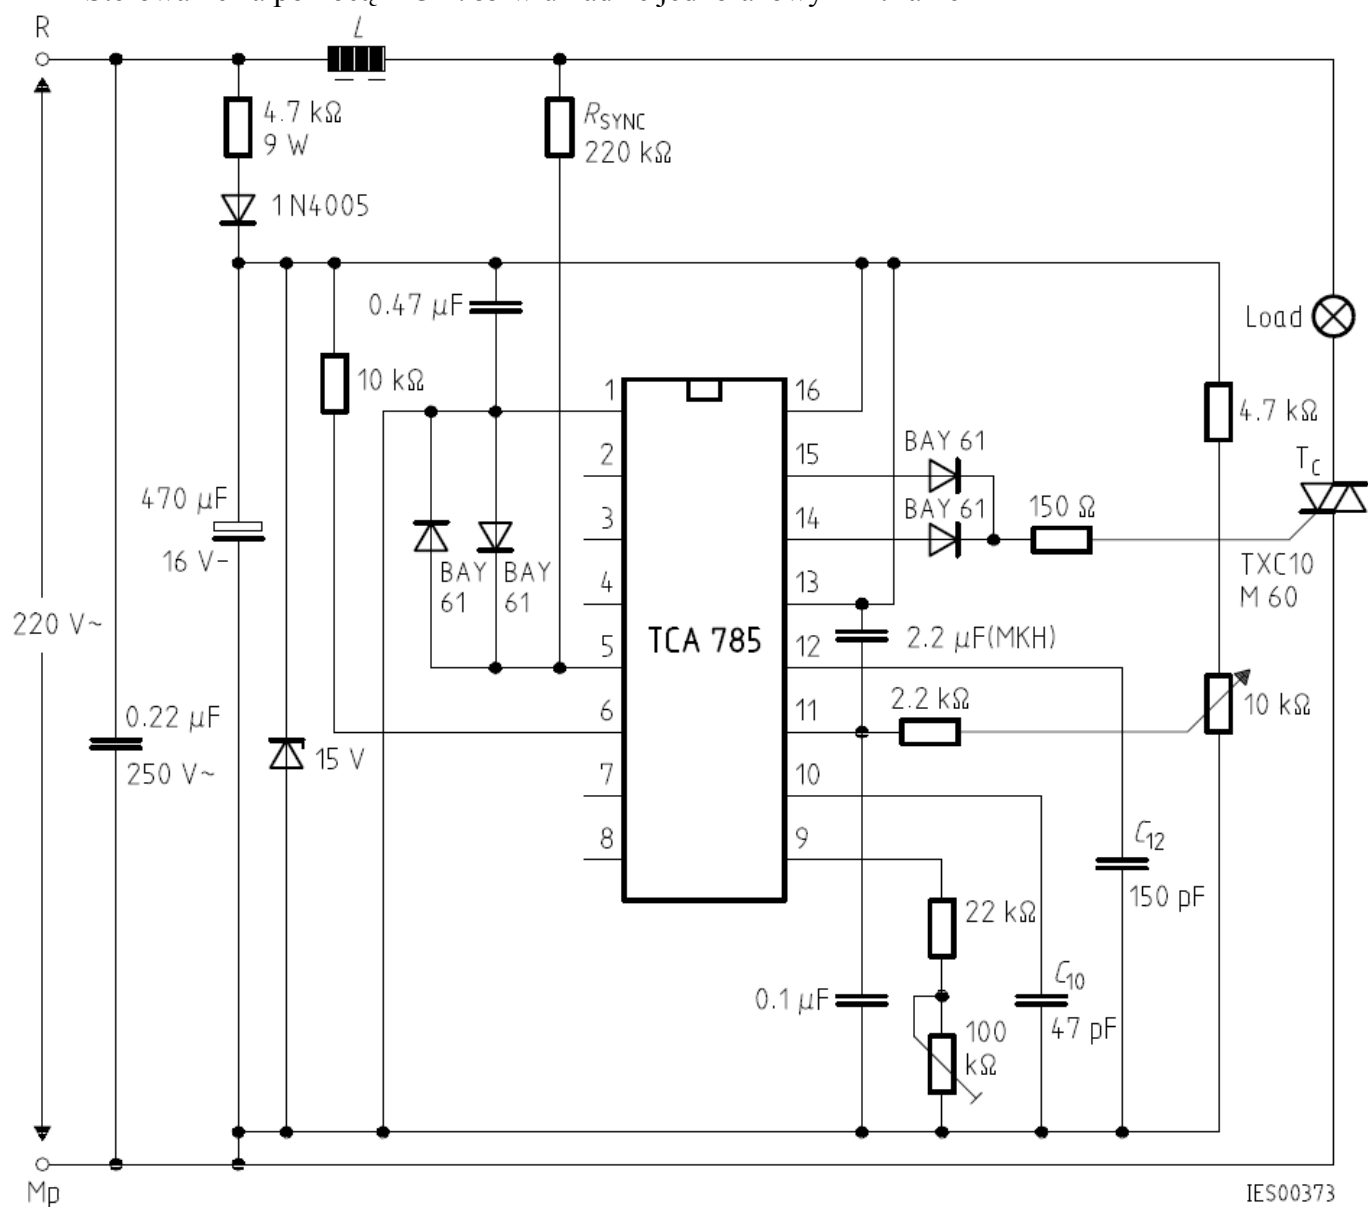 R
L
4.7 kΩ
9 W
R_SYNC
220 kΩ
1N4005
0.47 µF
Load
10 kΩ
1
2
3
4
5
6
7
8
16
15
14
13
12
11
10
9
TCA 785
BAY 61
BAY 61
4.7 kΩ
T_C
150 Ω
TXC10
M 60
470 µF
16 V-
BAY
61
BAY
61
220 V~
2.2 µF(MKH)
2.2 kΩ
10 kΩ
0.22 µF
250 V~
15 V
C12
150 pF
22 kΩ
0.1 µF
100
kΩ
C10
47 pF
Mp
IES00373